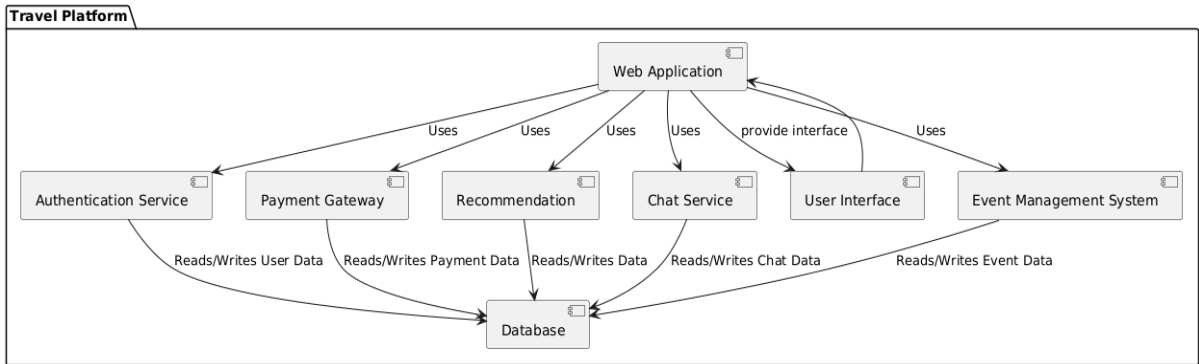 Travel Platform
Web Application
Uses
Uses
Uses
Uses
provide interface
Uses
Authentication Service
Payment Gateway
Recommendation
Chat Service
User Interface
Event Management System
Reads/Writes User Data
Reads/Writes Payment Data
Reads/Writes Data
Reads/Writes Chat Data
Reads/Writes Event Data
Database